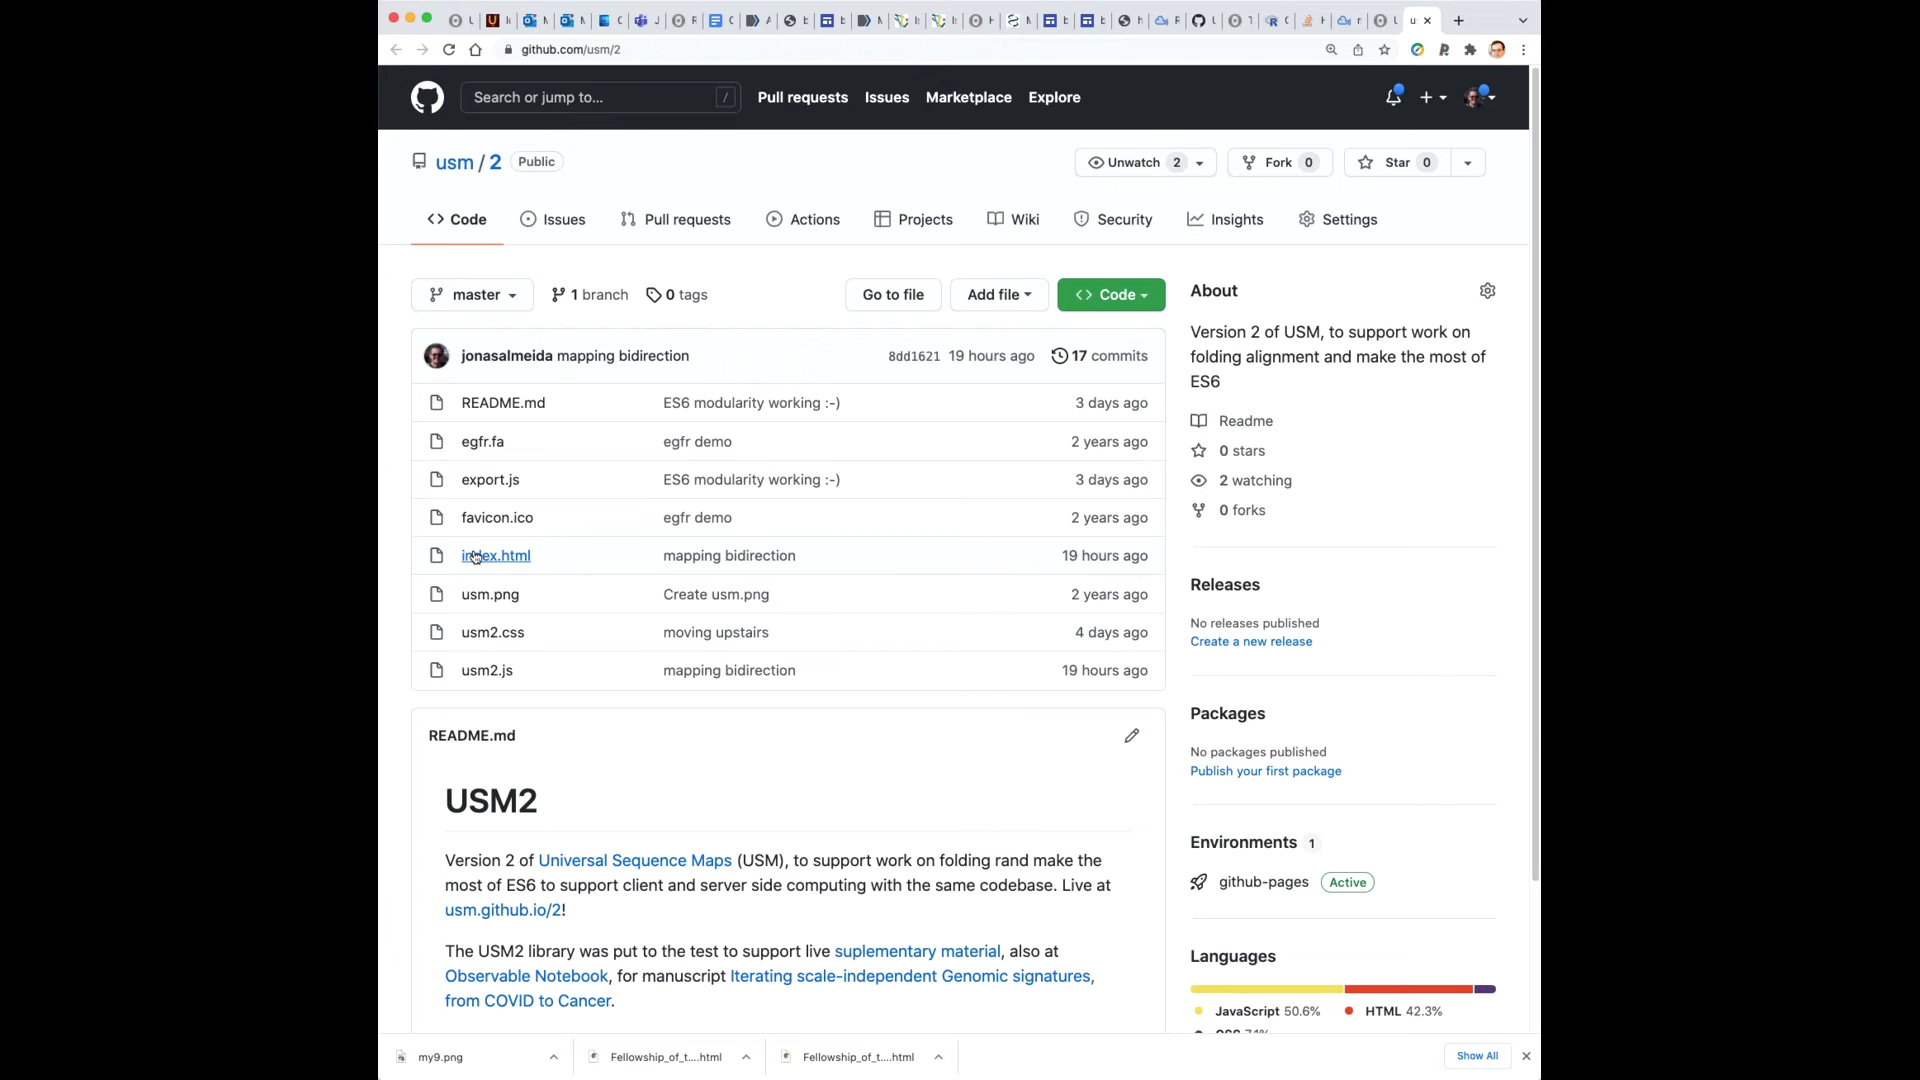 github.com/usm/2
Search or jump to... / Pull requests Issues Marketplace Explore
usm / 2 Public Unwatch 2 Fork 0 Star 0
Code Issues Pull requests Actions Projects Wiki Security Insights Settings
master 1 branch 0 tags Go to file Add file Code
jonasalmeida mapping bidirection 8dd1621 19 hours ago 17 commits
README.md ES6 modularity working :-) 3 days ago
egfr.fa egfr demo 2 years ago
export.js ES6 modularity working :-) 3 days ago
favicon.ico egfr demo 2 years ago
index.html mapping bidirection 19 hours ago
usm.png Create usm.png 2 years ago
usm2.css moving upstairs 4 days ago
usm2.js mapping bidirection 19 hours ago
README.md
USM2
Version 2 of Universal Sequence Maps (USM), to support work on folding rand make the
most of ES6 to support client and server side computing with the same codebase. Live at
usm.github.io/2!
The USM2 library was put to the test to support live suplementary material, also at
Observable Notebook, for manuscript Iterating scale-independent Genomic signatures,
from COVID to Cancer.
About
Version 2 of USM, to support work on
folding alignment and make the most of
ES6
Readme
0 stars
2 watching
0 forks
Releases
No releases published
Create a new release
Packages
No packages published
Publish your first package
Environments 1
github-pages Active
Languages
JavaScript 50.6% HTML 42.3%
my9.png Fellowship_of_t....html Fellowship_of_t....html Show All